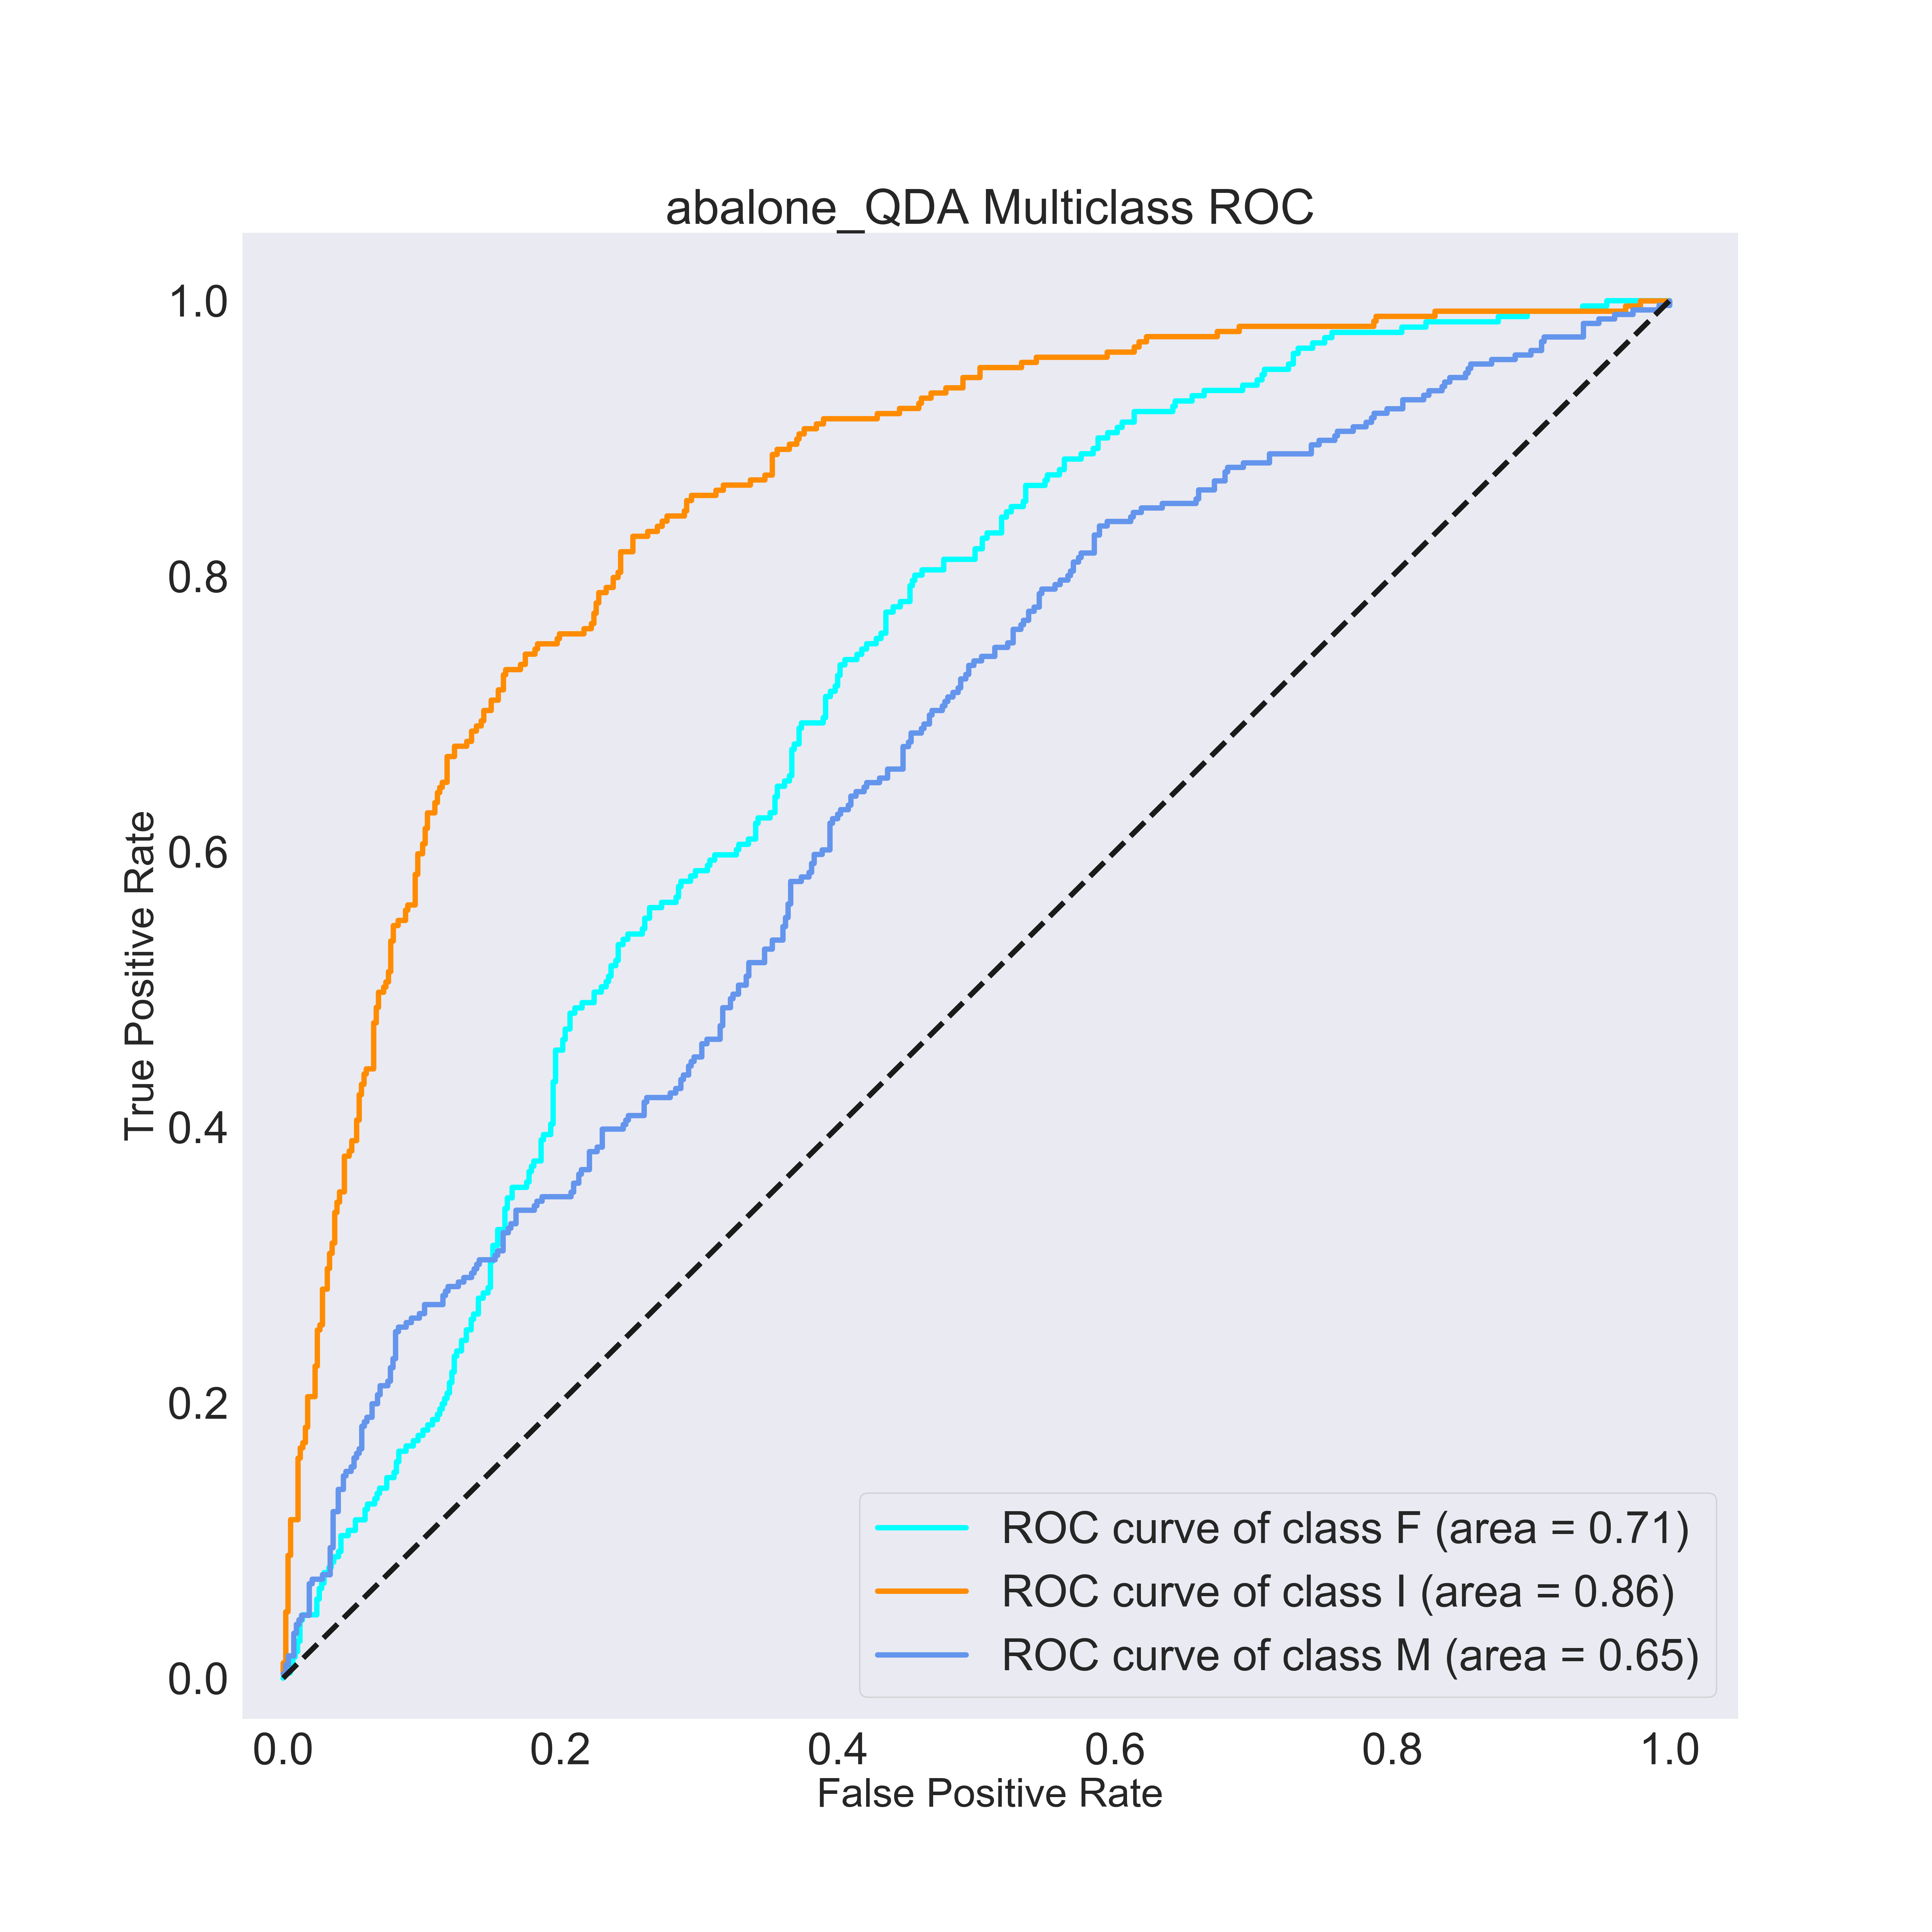 abalone_QDA Multiclass ROC
1.0
0.8
0.6
0.4
0.2
0.0
True Positive Rate
ROC curve of class F (area = 0.71)
ROC curve of class I (area = 0.86)
ROC curve of class M (area = 0.65)
0.0 0.2 0.4 0.6 0.8 1.0
False Positive Rate